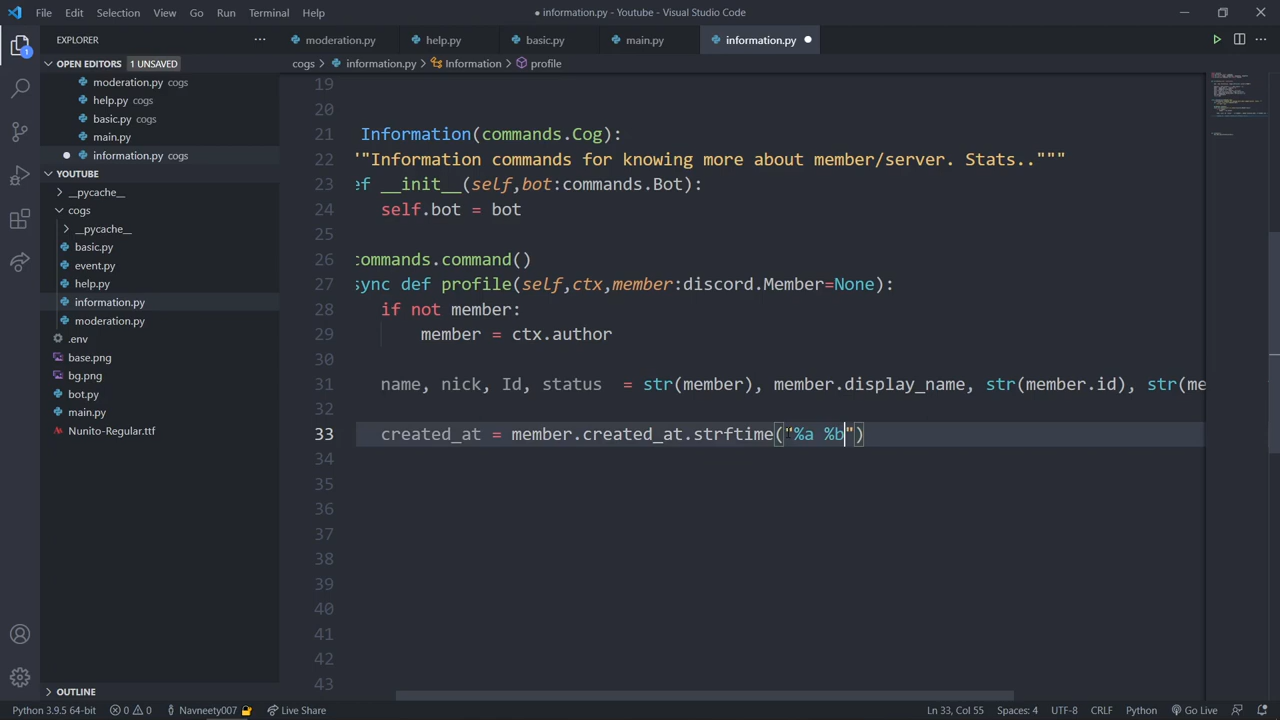 File Edit Selection View Go Run Terminal Help
● information.py - Youtube - Visual Studio Code
EXPLORER ···
moderation.py help.py basic.py main.py information.py ●
OPEN EDITORS 1 UNSAVED
cogs > information.py > Information > profile
moderation.py cogs
help.py cogs
basic.py cogs
main.py
● information.py cogs
YOUTUBE
__pycache__
cogs
__pycache__
basic.py
event.py
help.py
information.py
moderation.py
.env
base.png
bg.png
bot.py
main.py
Nunito-Regular.ttf
OUTLINE
1
19
20
21 Information(commands.Cog):
22 ""Information commands for knowing more about member/server. Stats.."""
23 ef __init__(self,bot:commands.Bot):
24 self.bot = bot
25
26 commands.command()
27 sync def profile(self,ctx,member:discord.Member=None):
28 if not member:
29 member = ctx.author
30
31 name, nick, Id, status  = str(member), member.display_name, str(member.id), str(me
32
33 created_at = member.created_at.strftime("%a %b")
34
35
36
37
38
39
40
41
42
43
Python 3.9.5 64-bit 0 0 Navneety007 Live Share Ln 33, Col 55 Spaces: 4 UTF-8 CRLF Python Go Live